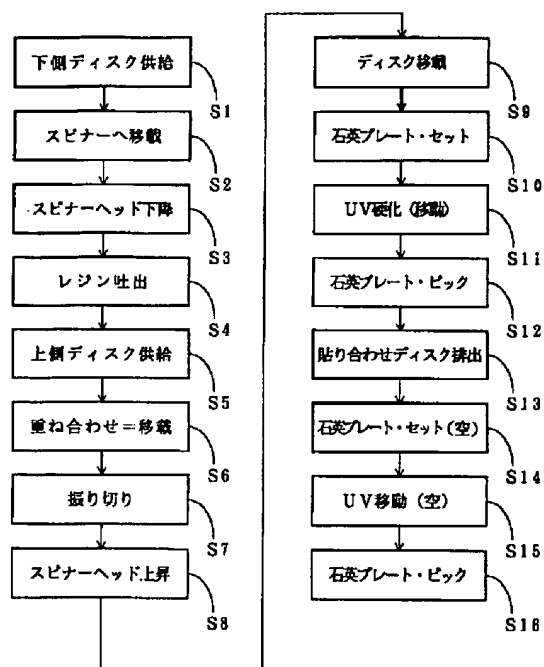 下側ディスク供給
S1
スピナーへ移載
S2
スピナーヘッド下降
S3
レジン吐出
S4
上側ディスク供給
S5
重ね合わせ=移載
S6
振り切り
S7
スピナーヘッド上昇
S8
ディスク移載
S9
石英プレート・セット
S10
UV硬化(移動)
S11
石英プレート・ピック
S12
貼り合わせディスク排出
S13
石英プレート・セット(空)
S14
UV移動(空)
S15
石英プレート・ピック
S16